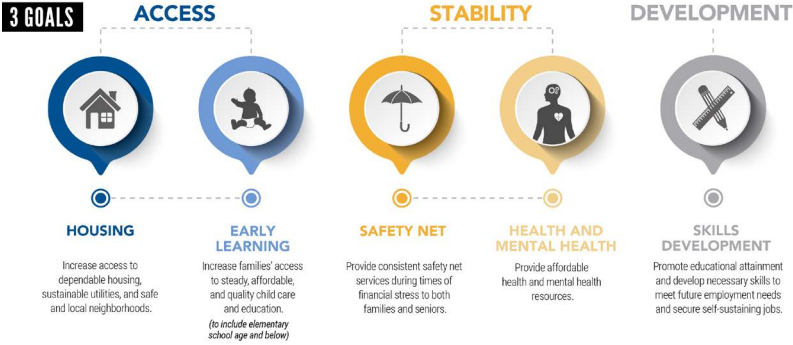 3 GOALS
ACCESS
STABILITY
DEVELOPMENT
HOUSING
Increase access to
dependable housing,
sustainable utilities, and safe
and local neighborhoods.
EARLY
LEARNING
Increase families' access
to steady, affordable,
and quality child care
and education.
(to include elementary
school age and below)
SAFETY NET
Provide consistent safety net
services during times of
financial stress to both
families and seniors.
HEALTH AND
MENTAL HEALTH
Provide affordable
health and mental health
resources.
SKILLS
DEVELOPMENT
Promote educational attainment
and develop necessary skills to
meet future employment needs
and secure self-sustaining jobs.